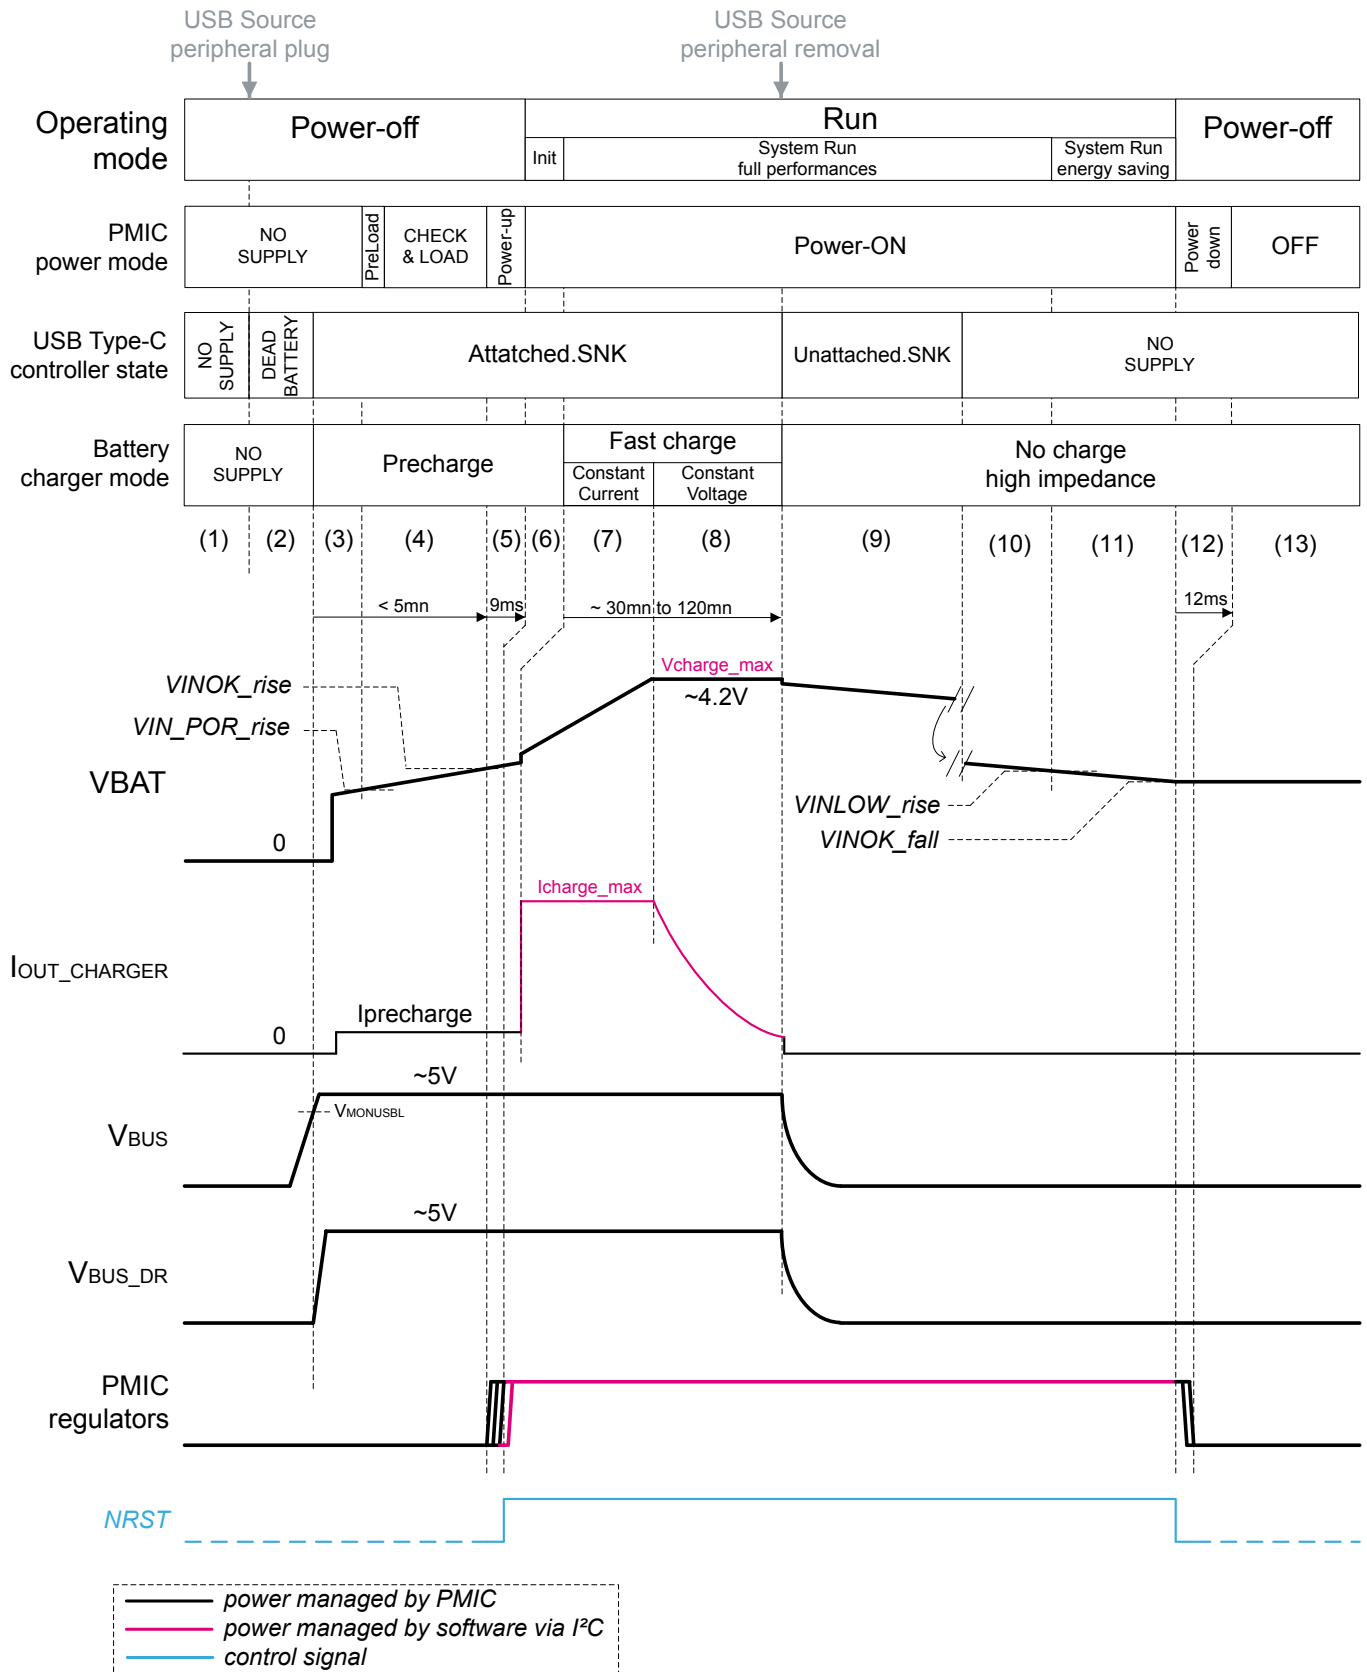 USB Source
peripheral plug
USB Source
peripheral removal
Operating
mode
Power-off
Run
Init
System Run
full performances
System Run
energy saving
Power-off
PMIC
power mode
NO
SUPPLY
PreLoad
CHECK
& LOAD
Power-up
Power-ON
Power
down
OFF
USB Type-C
controller state
NO
SUPPLY
DEAD
BATTERY
Attatched.SNK
Unattached.SNK
NO
SUPPLY
Battery
charger mode
NO
SUPPLY
Precharge
Fast charge
Constant
Current
Constant
Voltage
No charge
high impedance
(1) (2) (3) (4) (5) (6) (7) (8) (9) (10) (11) (12) (13)
< 5mn
9ms
~ 30mn to 120mn
12ms
Vcharge_max
~4.2V
VINOK_rise
VIN_POR_rise
VBAT
0
VINLOW_rise
VINOK_fall
Icharge_max
IOUT_CHARGER
Iprecharge
0
~5V
VMONUSBL
VBUS
~5V
VBUS_DR
PMIC
regulators
NRST
power managed by PMIC
power managed by software via I²C
control signal